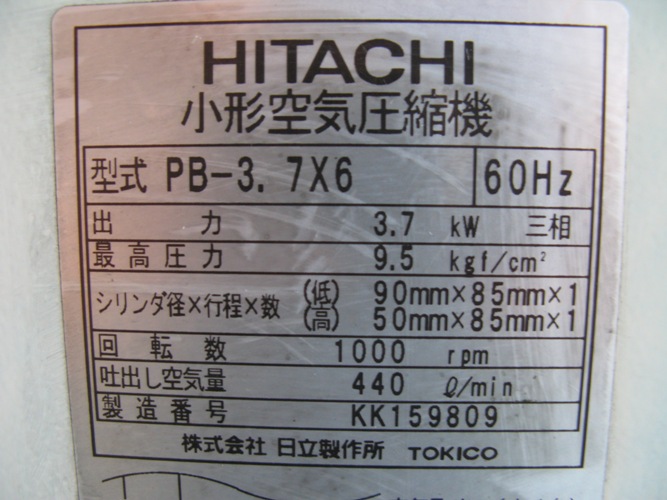 HITACHI
小形空気圧縮機
型式 PB-3.7X6 60Hz
出力 3.7 kW 三相
最高圧力 9.5 kgf/cm²
シリンダ径×行程×数 (低) 90mm×85mm×1
(高) 50mm×85mm×1
回転数 1000 rpm
吐出し空気量 440 ℓ/min
製造番号 KK159809
株式会社 日立製作所 TOKICO